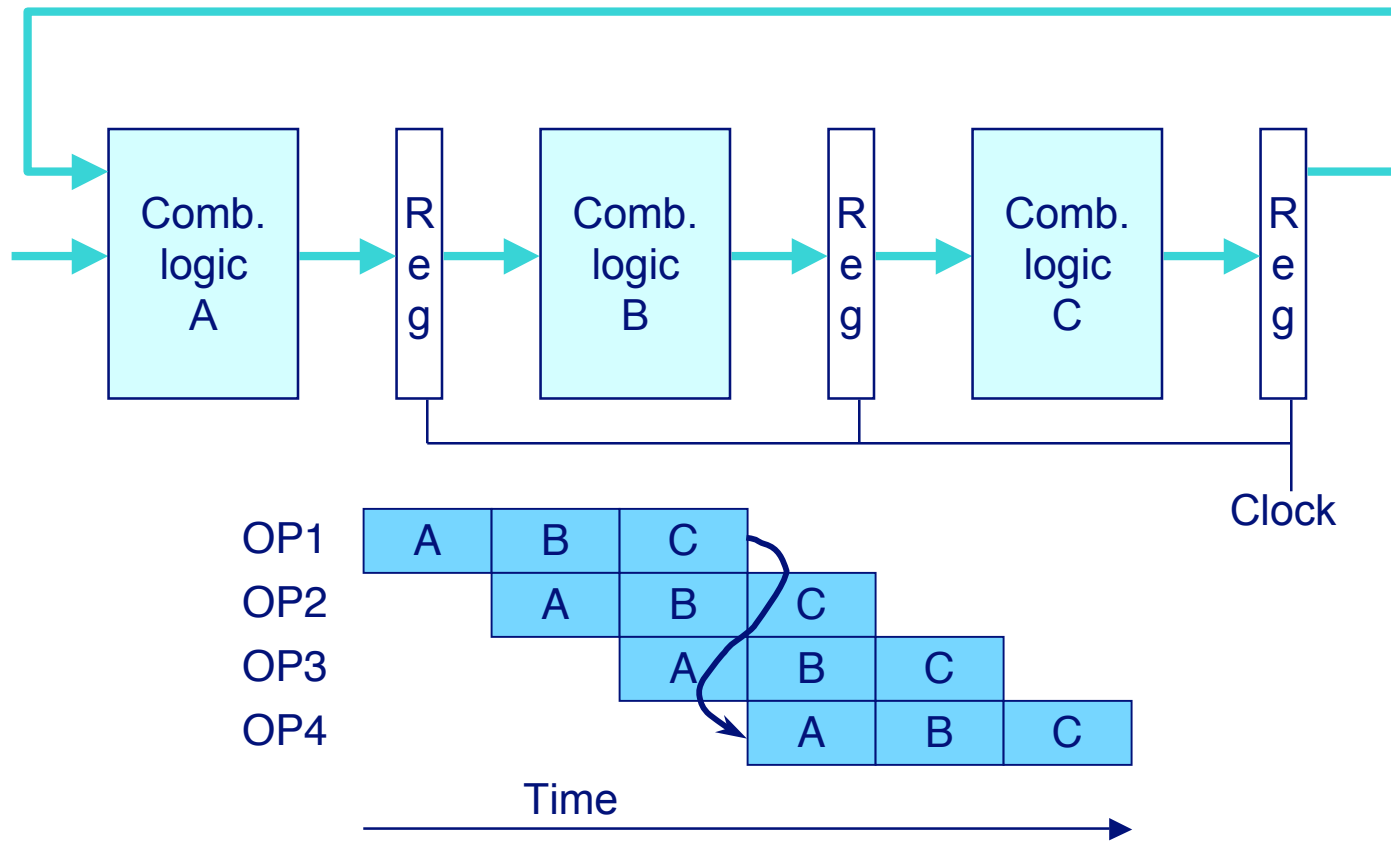 Comb.
logic
A
R
e
g
Comb.
logic
B
R
e
g
Comb.
logic
C
R
e
g
Clock
OP1 A B C
OP2 A B C
OP3 A B C
OP4 A B C
Time